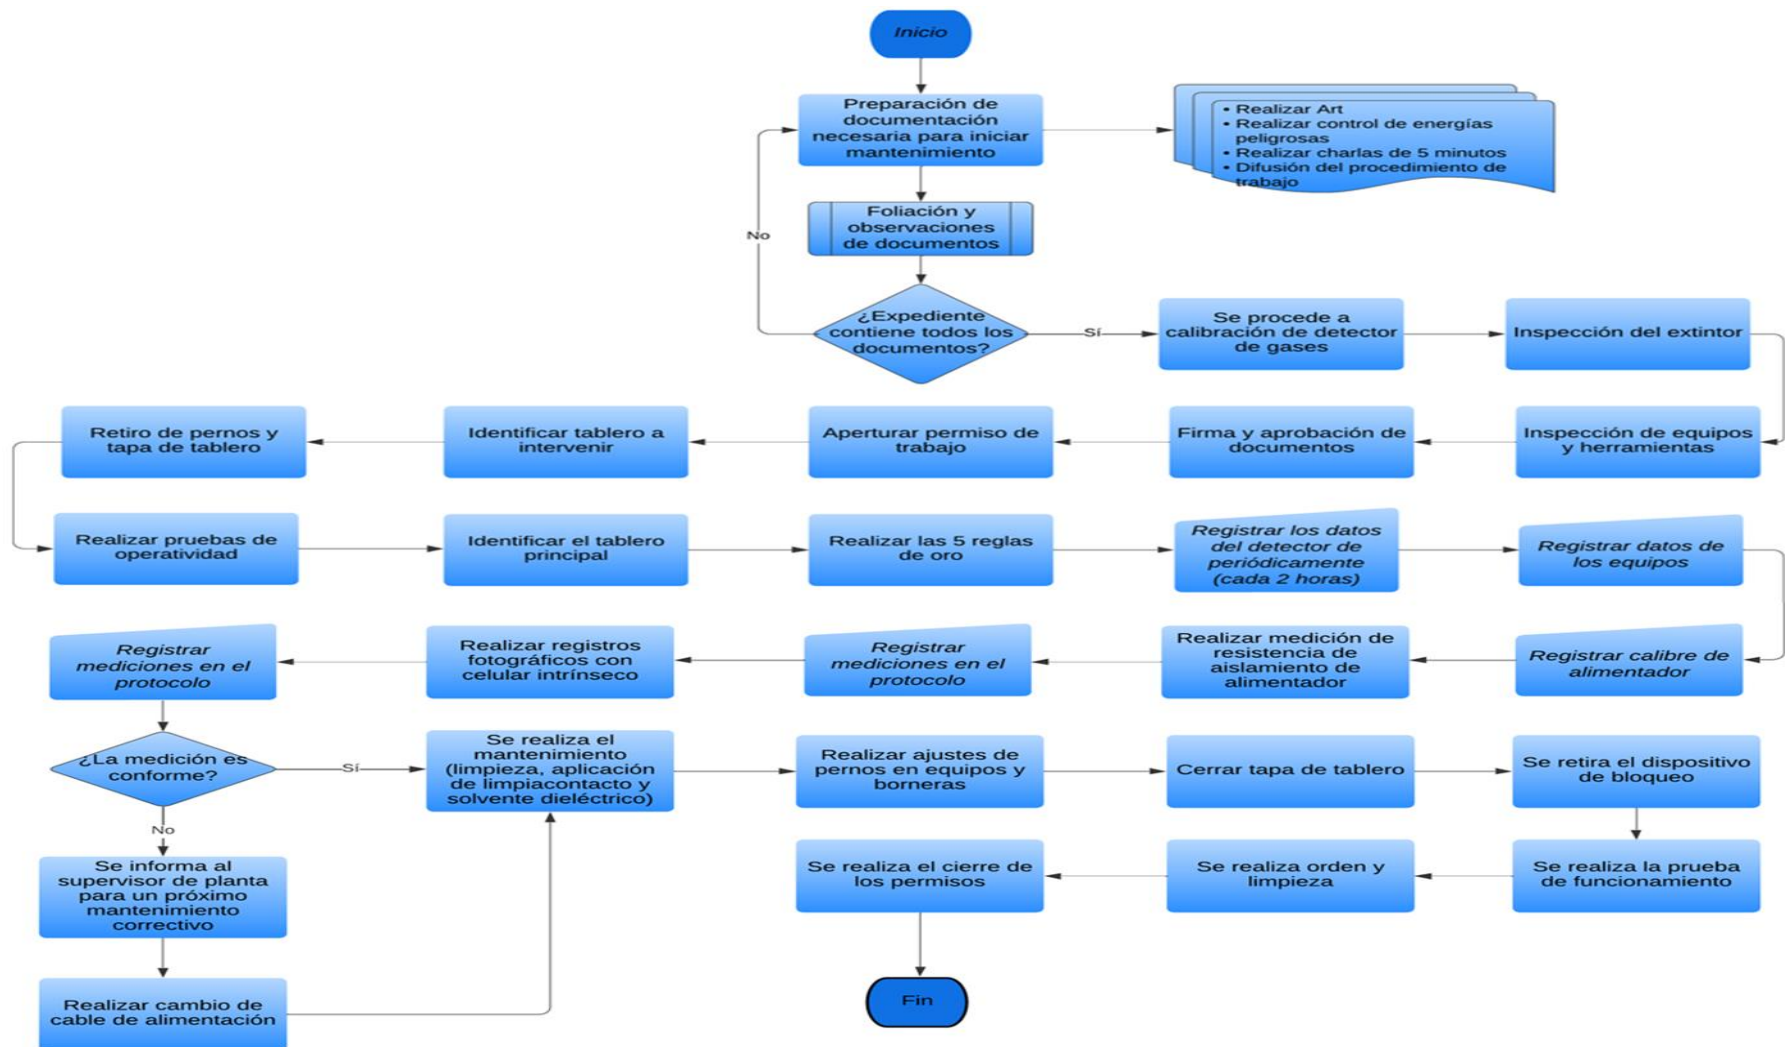 Inicio
Preparación de
documentación
necesaria para iniciar
mantenimiento
• Realizar Art
• Realizar control de energías
peligrosas
• Realizar charlas de 5 minutos
• Difusión del procedimiento de
trabajo
Foliación y
observaciones
de documentos
No
¿Expediente
contiene todos los
documentos?
Sí
Se procede a
calibración de detector
de gases
Inspección del extintor
Inspección de equipos
y herramientas
Firma y aprobación de
documentos
Aperturar permiso de
trabajo
Identificar tablero a
intervenir
Retiro de pernos y
tapa de tablero
Realizar pruebas de
operatividad
Identificar el tablero
principal
Realizar las 5 reglas
de oro
Registrar los datos
del detector de
periódicamente
(cada 2 horas)
Registrar datos de
los equipos
Registrar calibre de
alimentador
Realizar medición de
resistencia de
aislamiento de
alimentador
Registrar
mediciones en el
protocolo
Realizar registros
fotográficos con
celular intrínseco
Registrar
mediciones en el
protocolo
¿La medición es
conforme?
Sí
Se realiza el
mantenimiento
(limpieza, aplicación
de limpiacontacto y
solvente dieléctrico)
Realizar ajustes de
pernos en equipos y
borneras
Cerrar tapa de tablero
Se retira el dispositivo
de bloqueo
No
Se informa al
supervisor de planta
para un próximo
mantenimiento
correctivo
Realizar cambio de
cable de alimentación
Se realiza la prueba
de funcionamiento
Se realiza orden y
limpieza
Se realiza el cierre de
los permisos
Fin